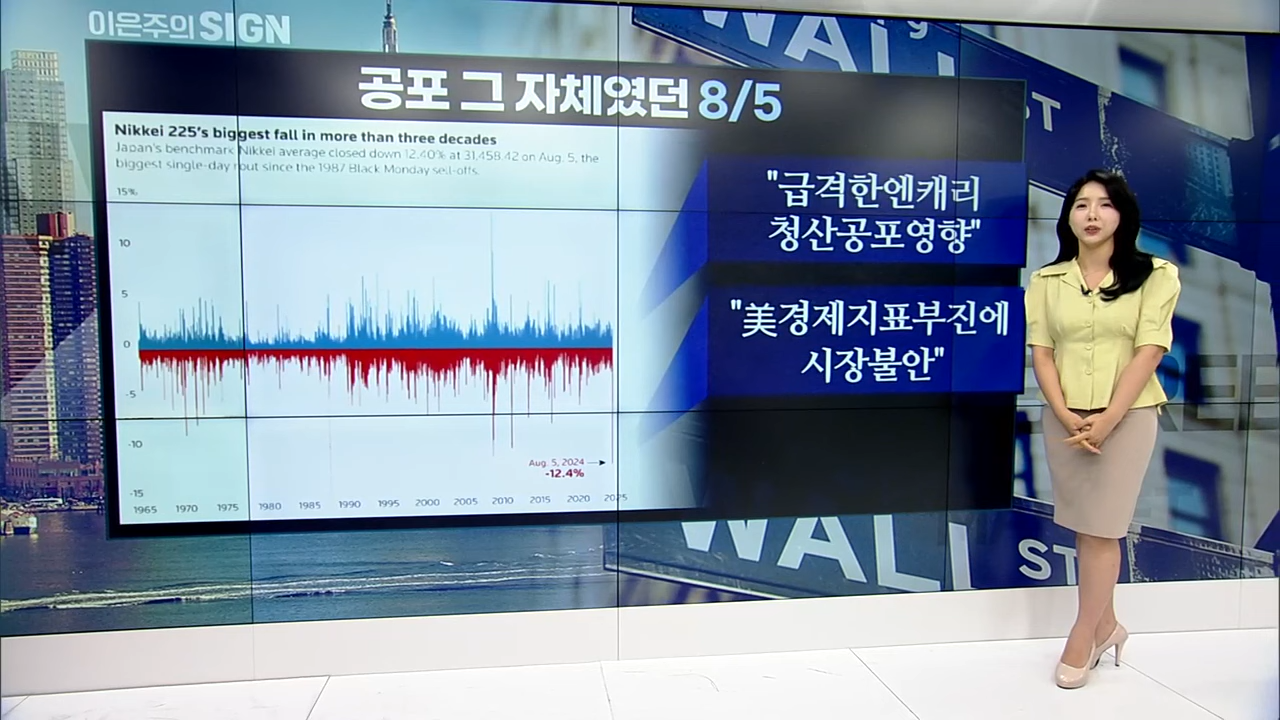 이은주의 SIGN
WALL
ST
공포 그 자체였던 8/5
Nikkei 225's biggest fall in more than three decades
Japan's benchmark Nikkei average closed down 12.40% at 31,458.42 on Aug. 5, the
biggest single-day rout since the 1987 Black Monday sell-offs.
15%
10
5
0
-5
-10
-15
Aug. 5, 2024
-12.4%
1965 1970 1975 1980 1985 1990 1995 2000 2005 2010 2015 2020 2025
"급격한엔캐리
청산공포영향"
"美경제지표부진에
시장불안"
WALL ST